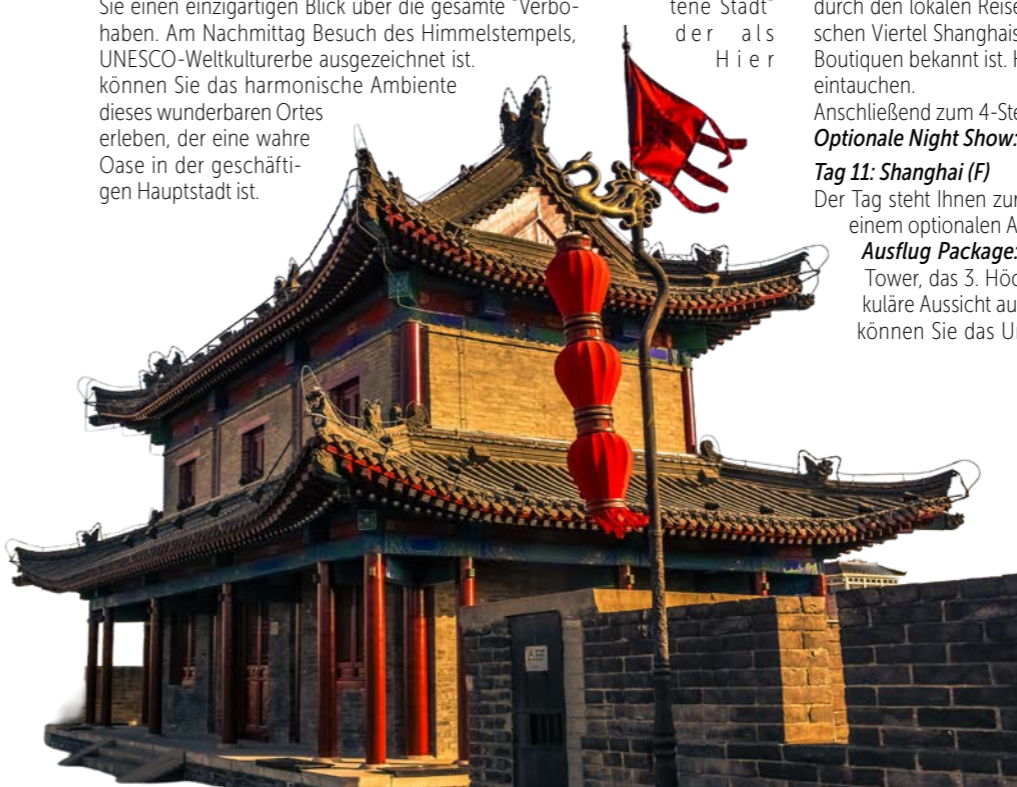 Sie einen einzigartigen Blick über die gesamte "Verbotene Stadt"
haben. Am Nachmittag Besuch des Himmelstempels, der als
UNESCO-Weltkulturerbe ausgezeichnet ist. Hier
können Sie das harmonische Ambiente
dieses wunderbaren Ortes
erleben, der eine wahre
Oase in der geschäfti-
gen Hauptstadt ist.
durch den lokalen Reise
schen Viertel Shanghais
Boutiquen bekannt ist. H
eintauchen.
Anschließend zum 4-Ste
Optionale Night Show:
Tag 11: Shanghai (F)
Der Tag steht Ihnen zur
einem optionalen A
Ausflug Package:
Tower, das 3. Höc
kuläre Aussicht au
können Sie das Un